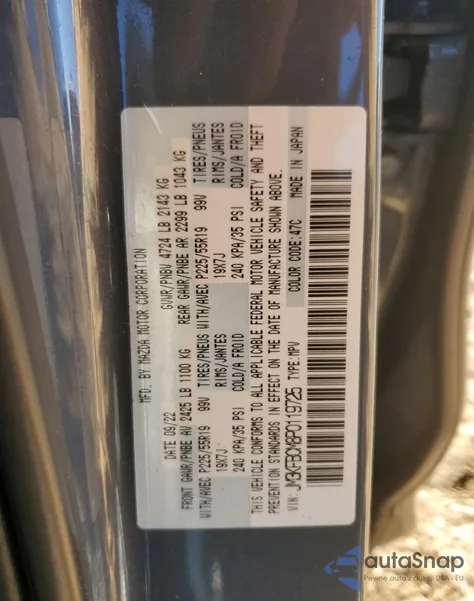 MFD. BY MAZDA MOTOR CORPORATION
DATE 09/22 GVWR/PNBV 4724 LB 2143 KG
FRONT GAWR/PNBE AV 2425 LB 1100 KG REAR GAWR/PNBE AR 2299 LB 1043 KG
WITH/AVEC P225/55R19 99V TIRES/PNEUS WITH/AVEC P225/55R19 99V TIRES/PNEUS
19X7J RIMS/JANTES 19X7J RIMS/JANTES
240 KPA/35 PSI COLD/A FROID 240 KPA/35 PSI COLD/A FROID
THIS VEHICLE CONFORMS TO ALL APPLICABLE FEDERAL MOTOR VEHICLE SAFETY AND THEFT
PREVENTION STANDARDS IN EFFECT ON THE DATE OF MANUFACTURE SHOWN ABOVE.
COLOR CODE:47C MADE IN JAPAN
VIN: JM3KFBCM8P0119725 TYPE:MPV
autoSnap
Pewne auta z aukcji USA i EU